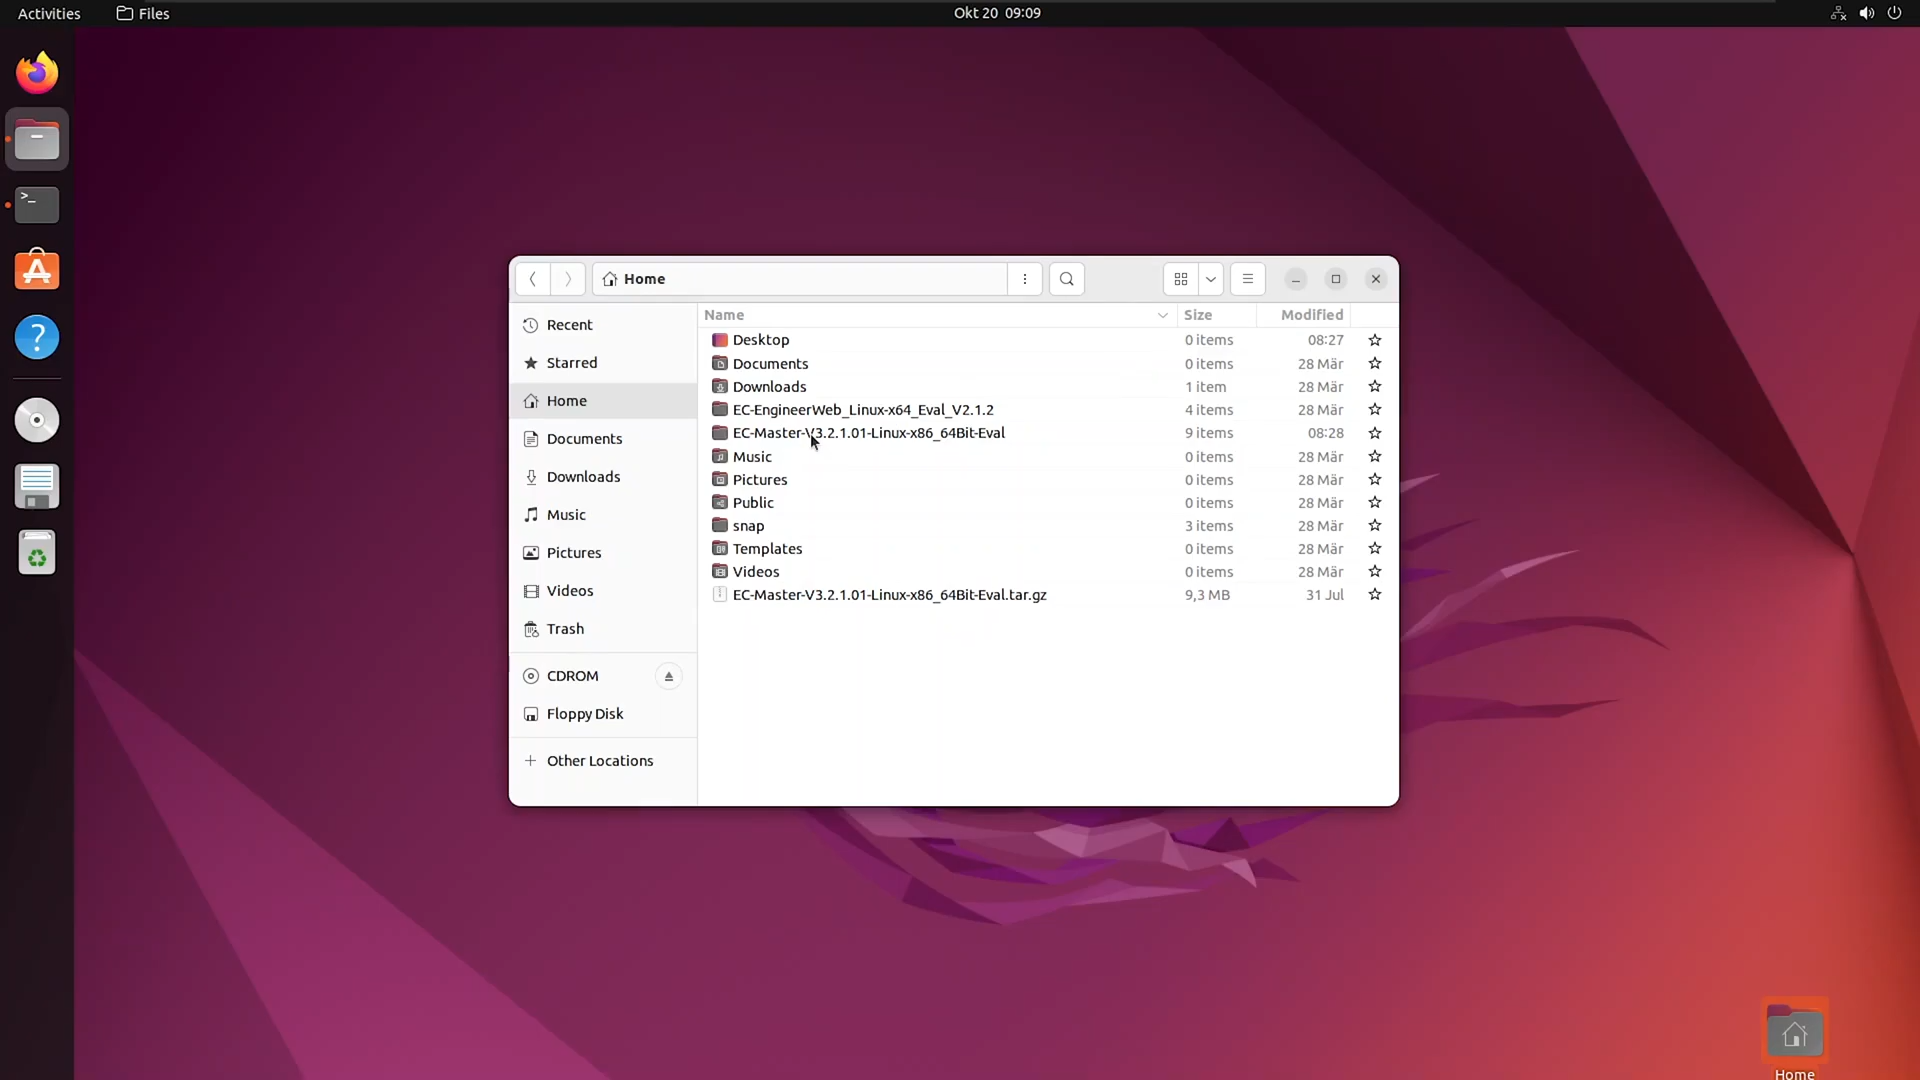 Activities Files Okt 20 09:09
Home
Name Size Modified
Recent
Starred
Home
Documents
Downloads
Music
Pictures
Videos
Trash
CDROM
Floppy Disk
Other Locations
Desktop 0 items 08:27
Documents 0 items 28 Mär
Downloads 1 item 28 Mär
EC-EngineerWeb_Linux-x64_Eval_V2.1.2 4 items 28 Mär
EC-Master-V3.2.1.01-Linux-x86_64Bit-Eval 9 items 08:28
Music 0 items 28 Mär
Pictures 0 items 28 Mär
Public 0 items 28 Mär
snap 3 items 28 Mär
Templates 0 items 28 Mär
Videos 0 items 28 Mär
EC-Master-V3.2.1.01-Linux-x86_64Bit-Eval.tar.gz 9,3 MB 31 Jul
Home